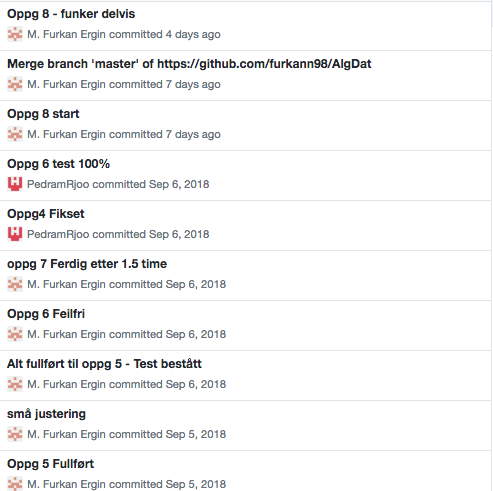 Oppg 8 - funker delvis
M. Furkan Ergin committed 4 days ago
Merge branch 'master' of https://github.com/furkann98/AlgDat
M. Furkan Ergin committed 7 days ago
Oppg 8 start
M. Furkan Ergin committed 7 days ago
Oppg 6 test 100%
PedramRjoo committed Sep 6, 2018
Oppg4 Fikset
PedramRjoo committed Sep 6, 2018
oppg 7 Ferdig etter 1.5 time
M. Furkan Ergin committed Sep 6, 2018
Oppg 6 Feilfri
M. Furkan Ergin committed Sep 6, 2018
Alt fullført til oppg 5 - Test bestått
M. Furkan Ergin committed Sep 6, 2018
små justering
M. Furkan Ergin committed Sep 5, 2018
Oppg 5 Fullført
M. Furkan Ergin committed Sep 5, 2018